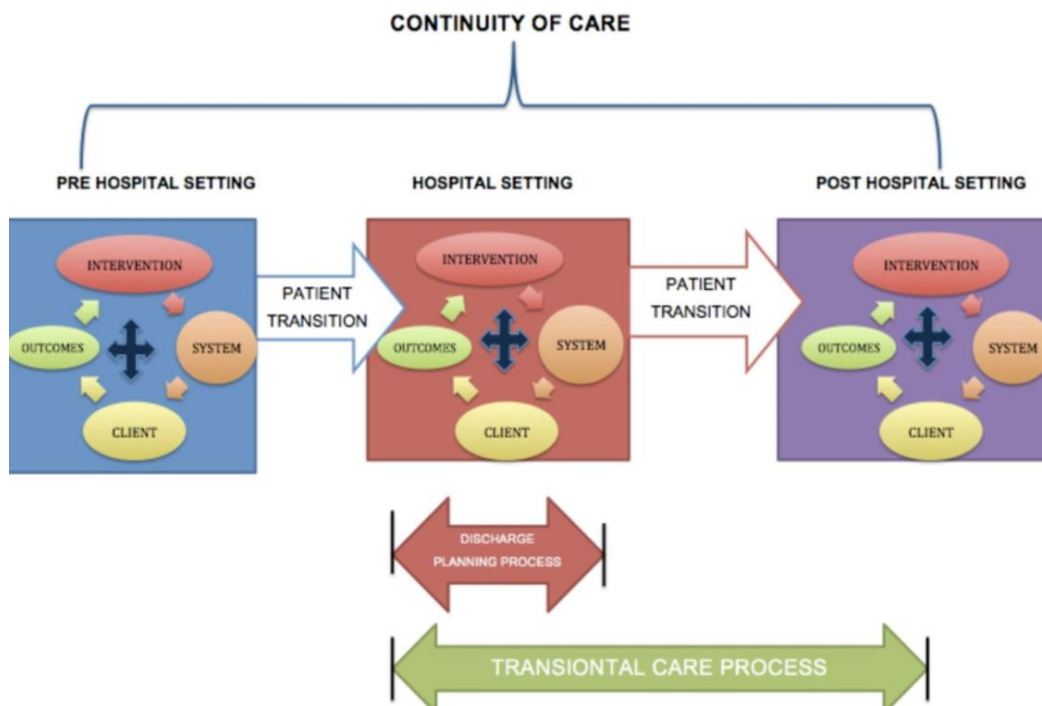 CONTINUITY OF CARE
PRE HOSPITAL SETTING
HOSPITAL SETTING
POST HOSPITAL SETTING
INTERVENTION
OUTCOMES
SYSTEM
CLIENT
PATIENT
TRANSITION
INTERVENTION
OUTCOMES
SYSTEM
CLIENT
PATIENT
TRANSITION
INTERVENTION
OUTCOMES
SYSTEM
CLIENT
DISCHARGE
PLANNING PROCESS
TRANSIONTAL CARE PROCESS